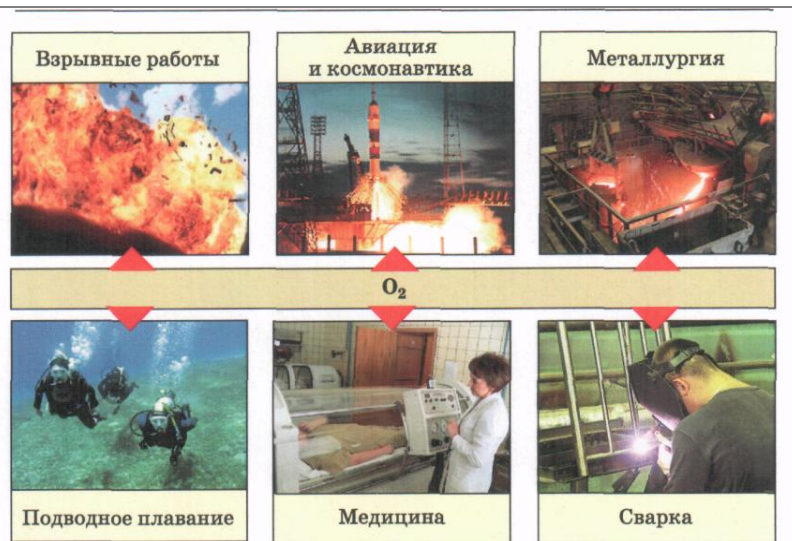 Взрывные работы
Авиация
и космонавтика
Металлургия
O₂
Подводное плавание
Медицина
Сварка